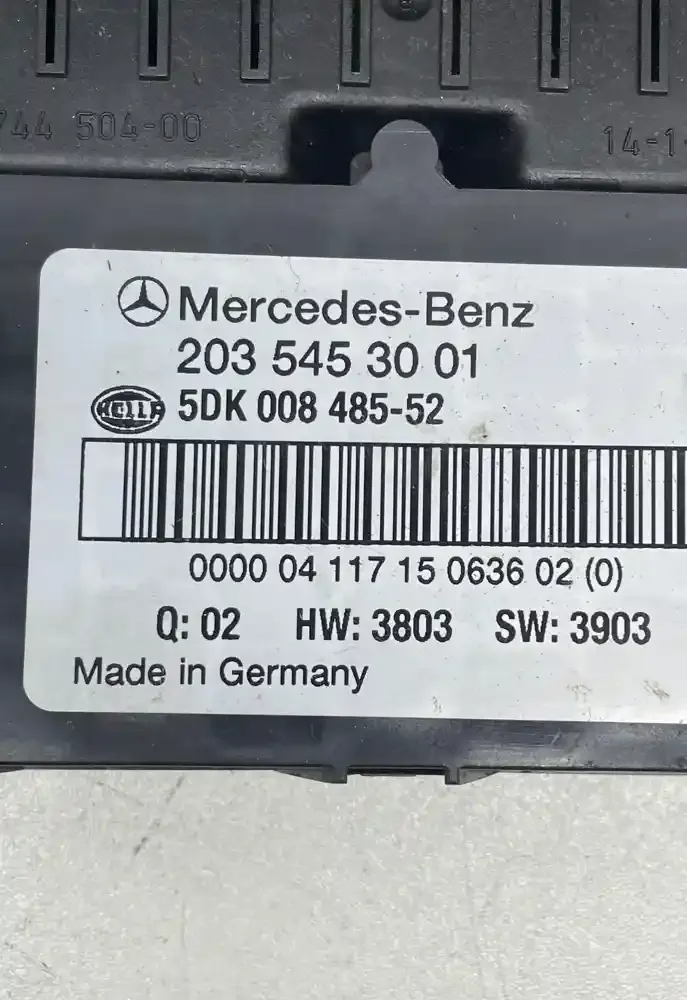 744 504-00
14-1
Mercedes-Benz
203 545 30 01
HELLA 5DK 008 485-52
0000 04 117 15 0636 02 (0)
Q: 02 HW: 3803 SW: 3903
Made in Germany